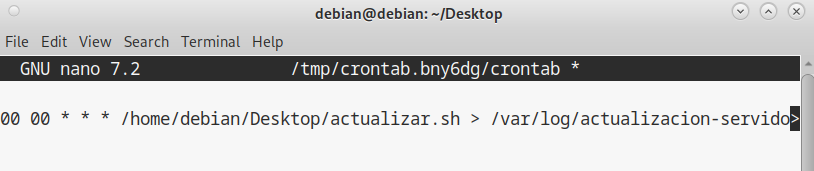 debian@debian: ~/Desktop
File Edit View Search Terminal Help
GNU nano 7.2 /tmp/crontab.bny6dg/crontab *
00 00 * * * /home/debian/Desktop/actualizar.sh > /var/log/actualizacion-servido>